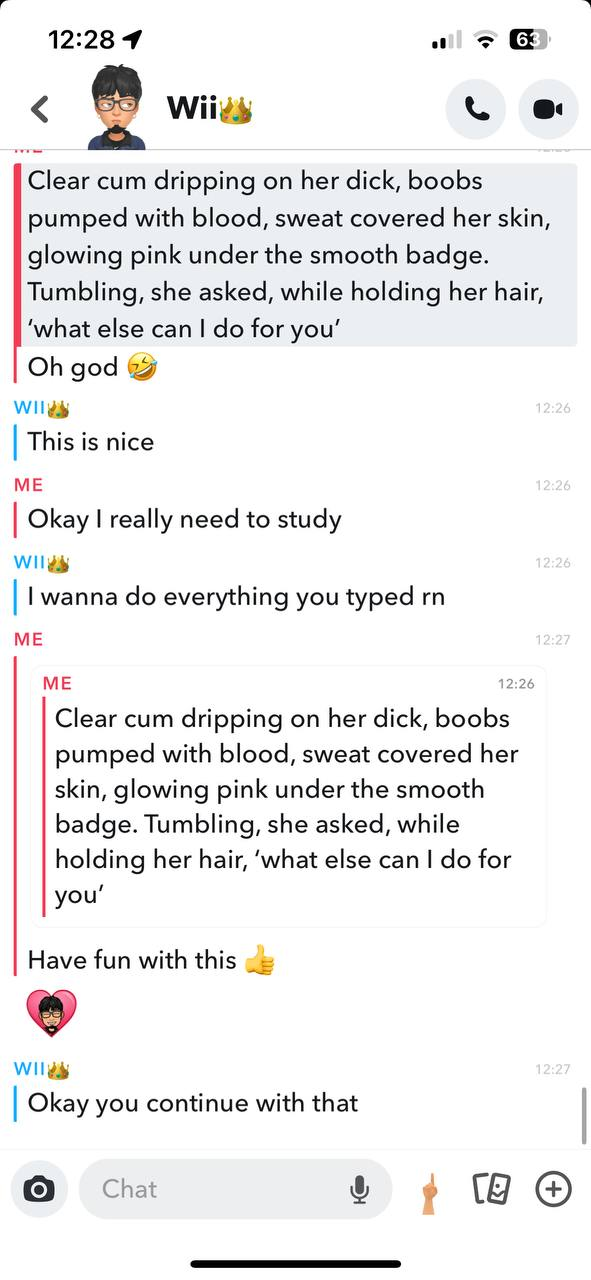 12:28
63
Wii👑
Clear cum dripping on her dick, boobs
pumped with blood, sweat covered her skin,
glowing pink under the smooth badge.
Tumbling, she asked, while holding her hair,
‘what else can I do for you’
Oh god 🤣
WII👑 12:26
This is nice
ME 12:26
Okay I really need to study
WII👑 12:26
I wanna do everything you typed rn
ME 12:27
ME 12:26
Clear cum dripping on her dick, boobs
pumped with blood, sweat covered her
skin, glowing pink under the smooth
badge. Tumbling, she asked, while
holding her hair, ‘what else can I do for
you’
Have fun with this 👍
WII👑 12:27
Okay you continue with that
Chat